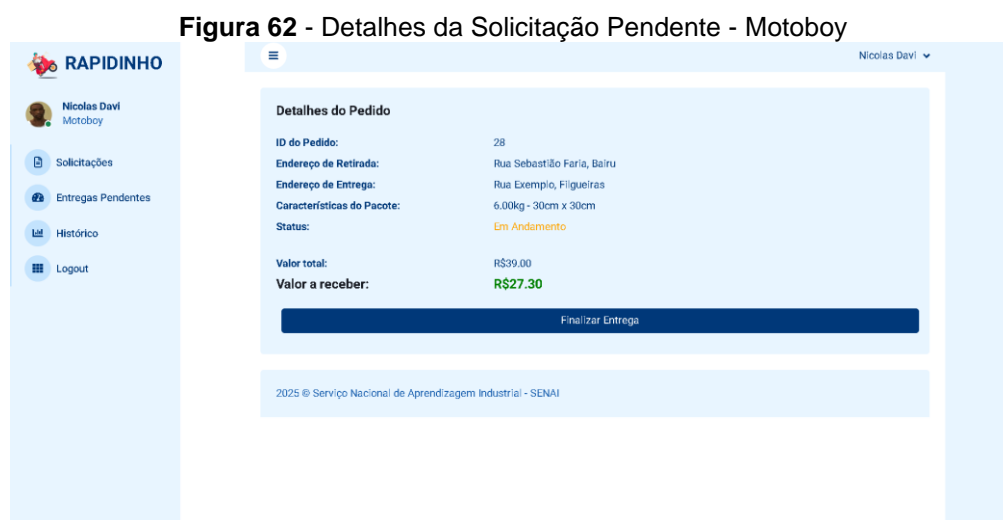 Figura 62 - Detalhes da Solicitação Pendente - Motoboy
RAPIDINHO
Nicolas Davi
Nicolas Davi
Motoboy
Solicitações
Entregas Pendentes
Histórico
Logout
Detalhes do Pedido
ID do Pedido: 28
Endereço de Retirada: Rua Sebastião Faria, Bairu
Endereço de Entrega: Rua Exemplo, Filgueiras
Características do Pacote: 6.00kg - 30cm x 30cm
Status: Em Andamento
Valor total: R$39.00
Valor a receber: R$27.30
Finalizar Entrega
2025 © Serviço Nacional de Aprendizagem Industrial - SENAI